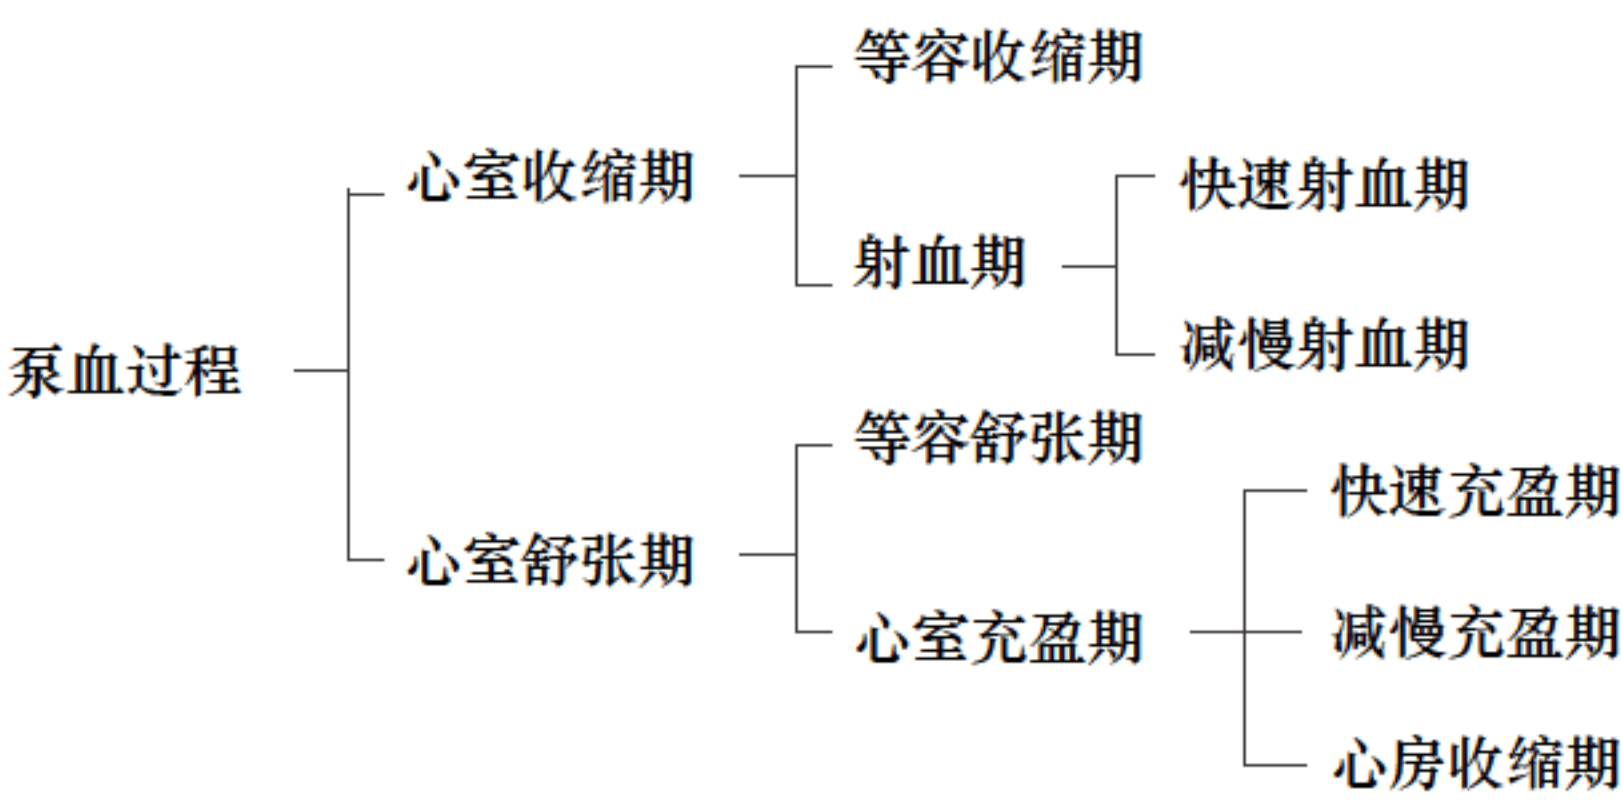 泵血过程
心室收缩期
等容收缩期
射血期
快速射血期
减慢射血期
心室舒张期
等容舒张期
心室充盈期
快速充盈期
减慢充盈期
心房收缩期